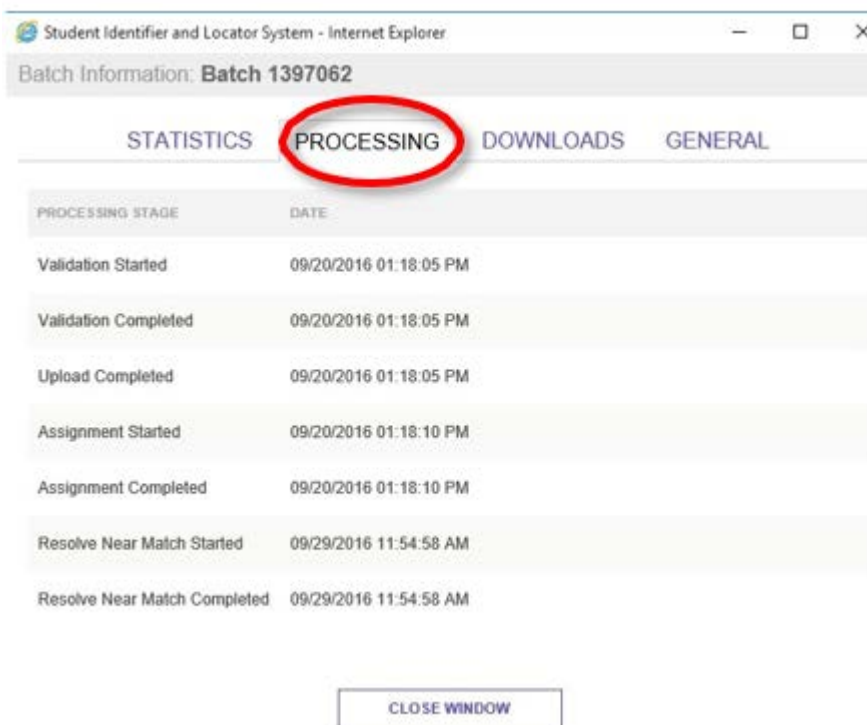 Student Identifier and Locator System - Internet Explorer
Batch Information: Batch 1397062
STATISTICS PROCESSING DOWNLOADS GENERAL
PROCESSING STAGE DATE
Validation Started 09/20/2016 01:18:05 PM
Validation Completed 09/20/2016 01:18:05 PM
Upload Completed 09/20/2016 01:18:05 PM
Assignment Started 09/20/2016 01:18:10 PM
Assignment Completed 09/20/2016 01:18:10 PM
Resolve Near Match Started 09/29/2016 11:54:58 AM
Resolve Near Match Completed 09/29/2016 11:54:58 AM
CLOSE WINDOW